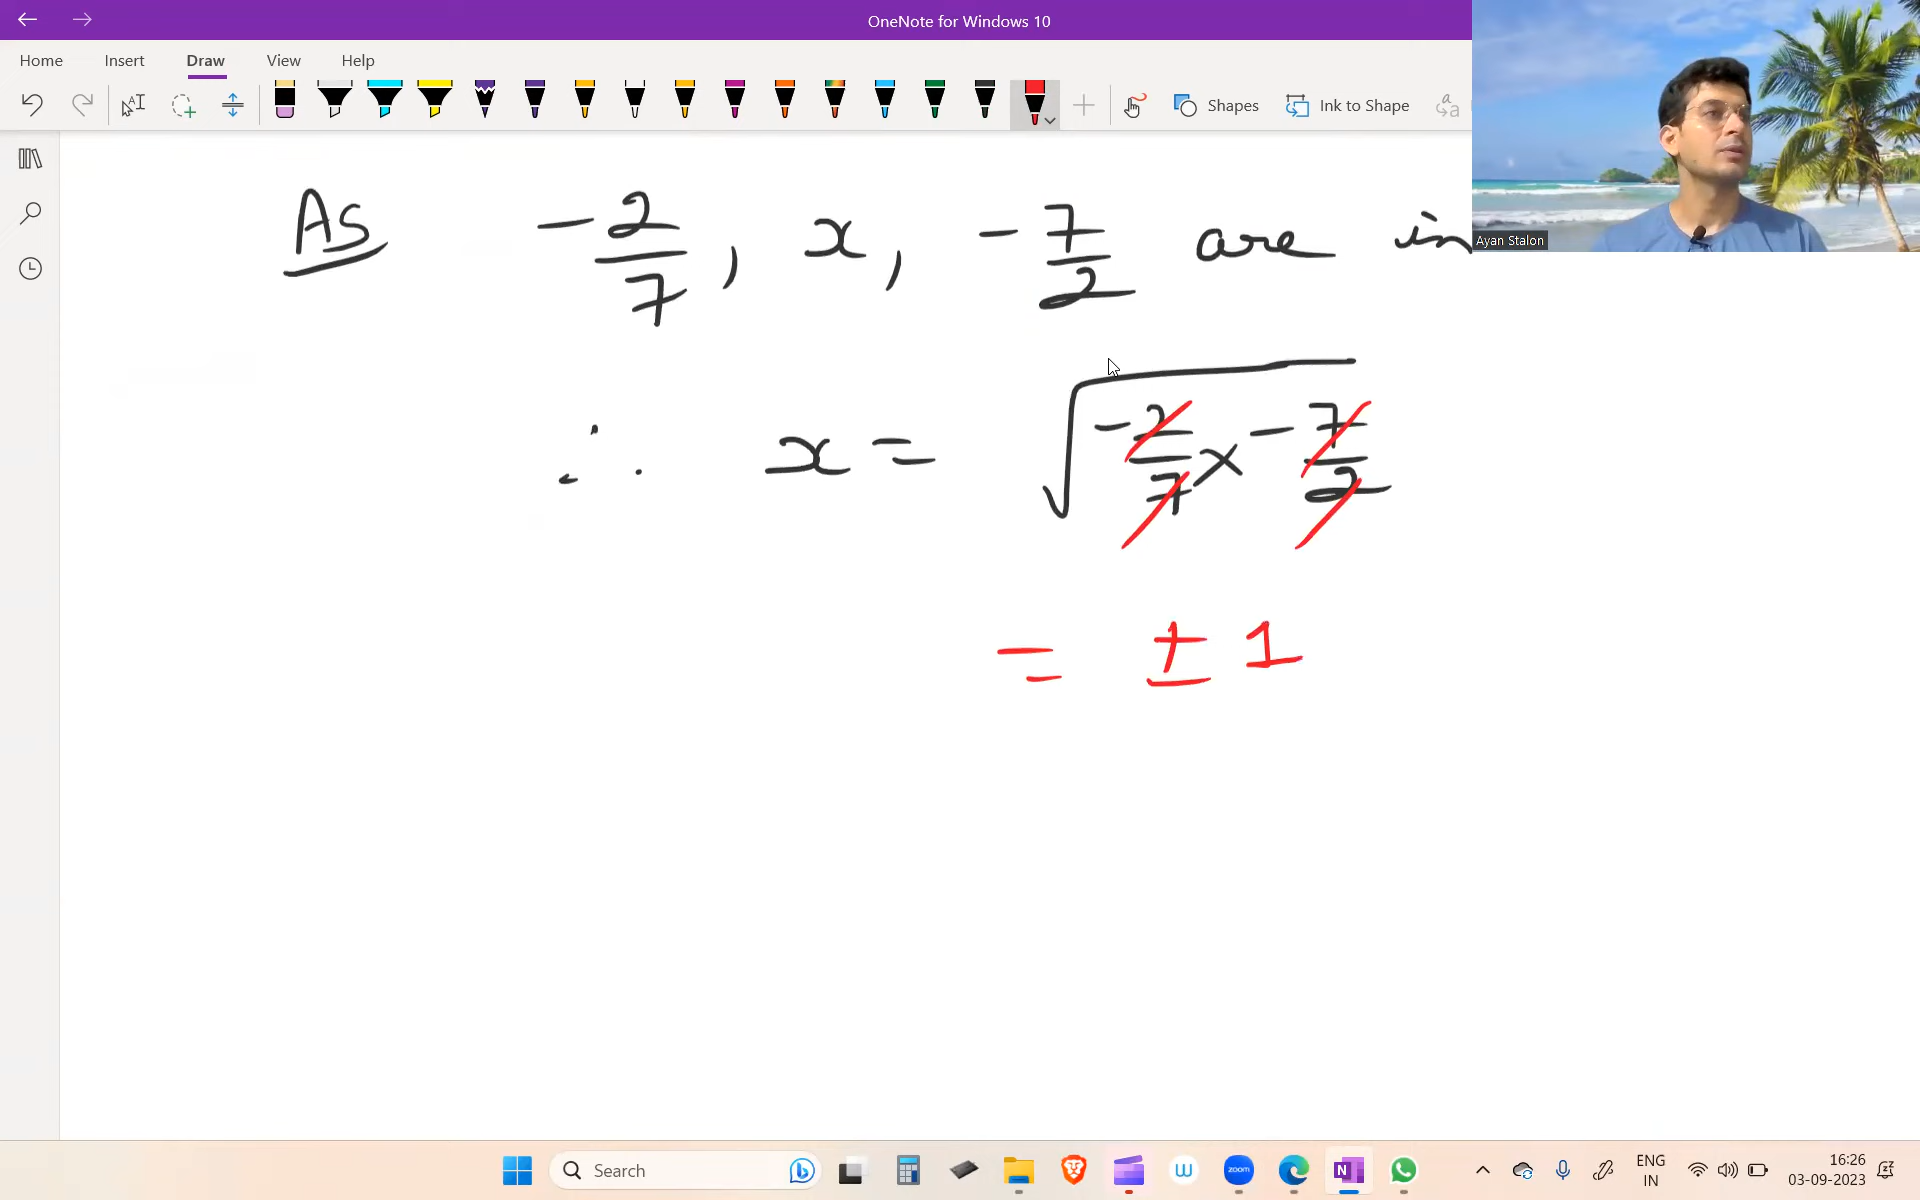 OneNote for Windows 10
Home Insert Draw View Help
Shapes Ink to Shape
Ayan Stalon
As -2/7, x, -7/2 are in
∴ x = √(-2/7 × -7/2)
= ± 1
Search
zoom
ENG
IN
16:26
03-09-2023